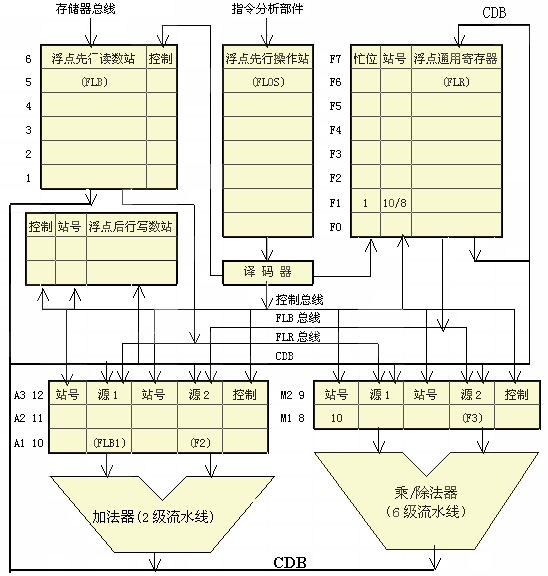 存储器总线 指令分析部件 CDB
6 浮点先行读数站 控制 浮点先行操作站 F7 忙位 站号 浮点通用寄存器
5 (FLB) (FLOS) F6 (FLR)
4 F5
3 F4
2 F3
1 F2
F1 1 10/8
控制 站号 浮点后行写数站 F0
译码器
控制总线
FLB 总线
FLR 总线
CDB
A3 12 站号 源1 站号 源2 控制 M2 9 站号 源1 站号 源2 控制
A2 11 M1 8 10 (F3)
A1 10 (FLB1) (F2)
加法器(2级流水线) 乘/除法器
(6级流水线)
CDB